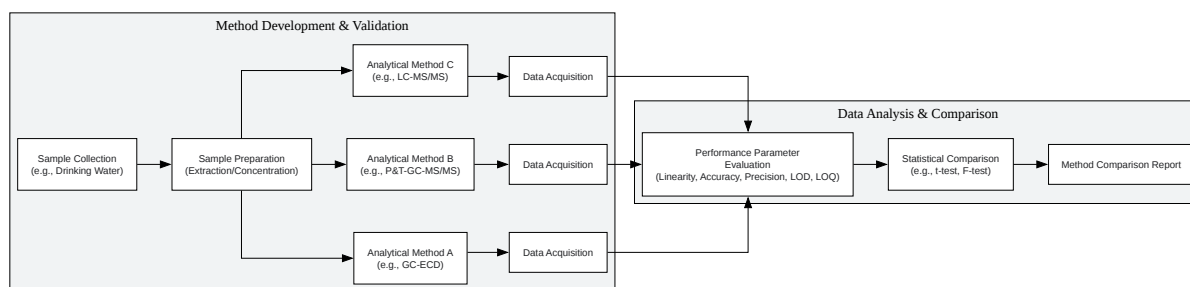 Method Development & Validation
Analytical Method C
(e.g., LC-MS/MS)
Data Acquisition
Data Analysis & Comparison
Sample Collection
(e.g., Drinking Water)
Sample Preparation
(Extraction/Concentration)
Analytical Method B
(e.g., P&T-GC-MS/MS)
Data Acquisition
Performance Parameter
Evaluation
(Linearity, Accuracy, Precision, LOD, LOQ)
Statistical Comparison
(e.g., t-test, F-test)
Method Comparison Report
Analytical Method A
(e.g., GC-ECD)
Data Acquisition